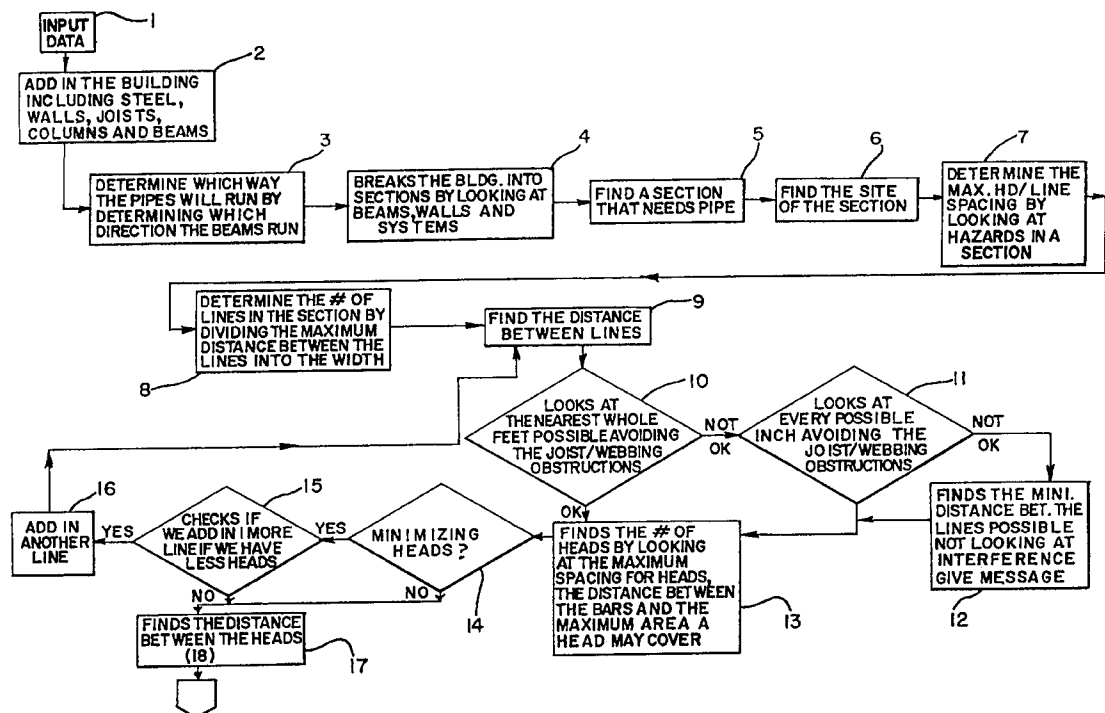 INPUT
DATA
1
ADD IN THE BUILDING
INCLUDING STEEL,
WALLS, JOISTS,
COLUMNS AND BEAMS
2
DETERMINE WHICH WAY
THE PIPES WILL RUN BY
DETERMINING WHICH
DIRECTION THE BEAMS RUN
3
BREAKS THE BLDG. INTO
SECTIONS BY LOOKING AT
BEAMS, WALLS AND
SYSTEMS
4
FIND A SECTION
THAT NEEDS PIPE
5
FIND THE SITE
OF THE SECTION
6
DETERMINE THE
MAX. HD/LINE
SPACING BY
LOOKING AT
HAZARDS IN A
SECTION
7
DETERMINE THE # OF
LINES IN THE SECTION BY
DIVIDING THE MAXIMUM
DISTANCE BETWEEN THE
LINES INTO THE WIDTH
8
FIND THE DISTANCE
BETWEEN LINES
9
LOOKS AT
THE NEAREST WHOLE
FEET POSSIBLE AVOIDING
THE JOIST/WEBBING
OBSTRUCTIONS
10
NOT
OK
OK
LOOKS AT
EVERY POSSIBLE
INCH AVOIDING THE
JOIST/WEBBING
OBSTRUCTIONS
11
NOT
OK
FINDS THE MINI.
DISTANCE BET. THE
LINES POSSIBLE
NOT LOOKING AT
INTERFERENCE
GIVE MESSAGE
12
FINDS THE # OF
HEADS BY LOOKING
AT THE MAXIMUM
SPACING FOR HEADS,
THE DISTANCE BETWEEN
THE BARS AND THE
MAXIMUM AREA A
HEAD MAY COVER
13
MINIMIZING
HEADS?
14
YES
NO
CHECKS IF
WE ADD IN 1 MORE
LINE IF WE HAVE
LESS HEADS
15
YES
NO
ADD IN
ANOTHER
LINE
16
FINDS THE DISTANCE
BETWEEN THE HEADS
(18)
17